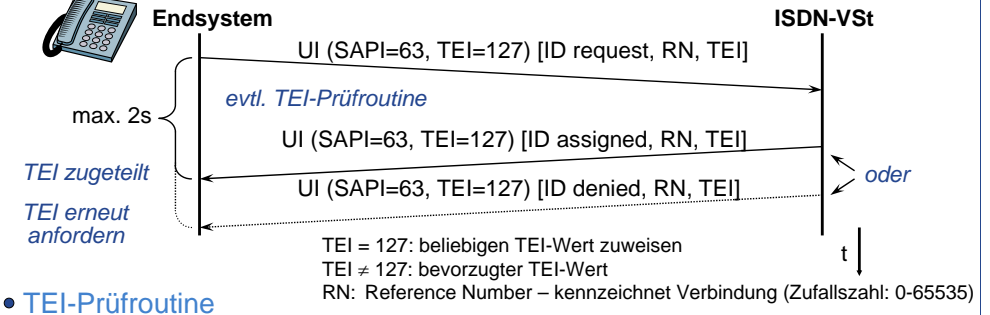 Endsystem
ISDN-VSt
UI (SAPI=63, TEI=127) [ID request, RN, TEI]
evtl. TEI-Prüfroutine
max. 2s
UI (SAPI=63, TEI=127) [ID assigned, RN, TEI]
TEI zugeteilt
oder
UI (SAPI=63, TEI=127) [ID denied, RN, TEI]
TEI erneut
anfordern
TEI = 127: beliebigen TEI-Wert zuweisen
t
TEI ≠ 127: bevorzugter TEI-Wert
RN: Reference Number – kennzeichnet Verbindung (Zufallszahl: 0-65535)
• TEI-Prüfroutine